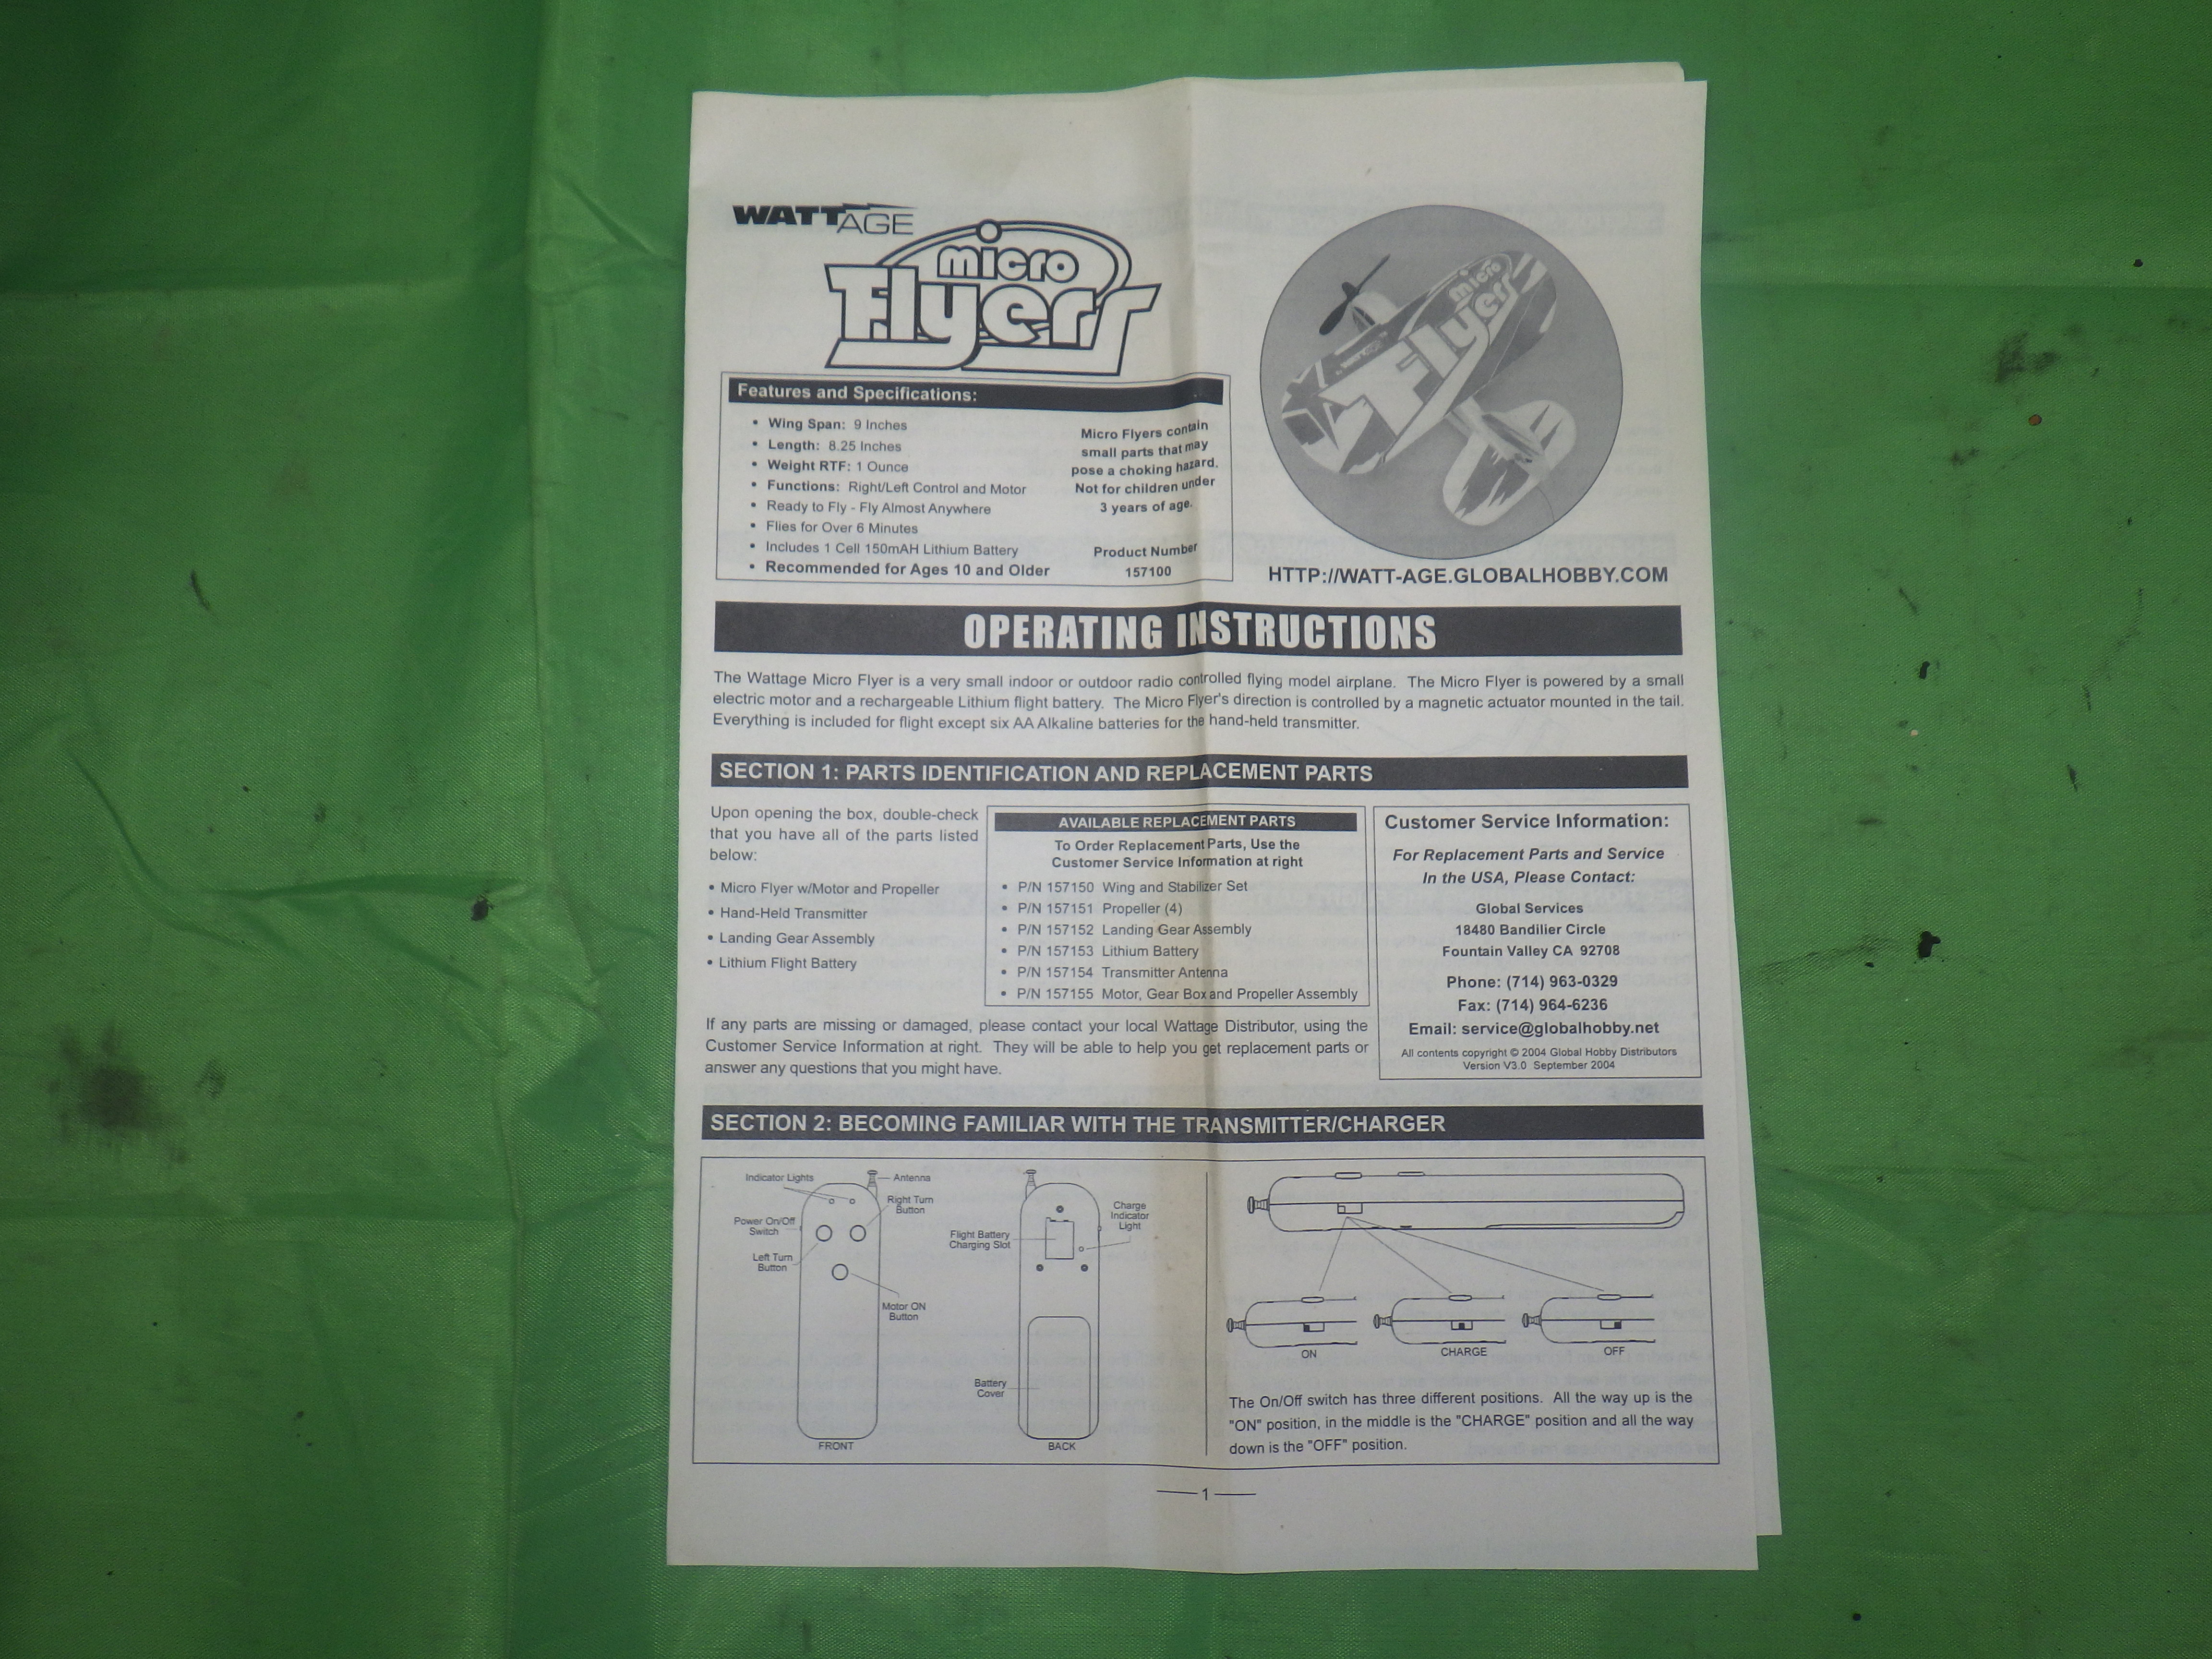 WATTAGE
micro
Flyers
Features and Specifications:
• Wing Span: 9 Inches
• Length: 8.25 Inches
• Weight RTF: 1 Ounce
• Functions: Right/Left Control and Motor
• Ready to Fly - Fly Almost Anywhere
• Flies for Over 6 Minutes
• Includes 1 Cell 150mAH Lithium Battery
• Recommended for Ages 10 and Older
Micro Flyers contain
small parts that may
pose a choking hazard.
Not for children under
3 years of age.
Product Number
157100
micro
Flyers
HTTP://WATT-AGE.GLOBALHOBBY.COM
OPERATING INSTRUCTIONS
The Wattage Micro Flyer is a very small indoor or outdoor radio controlled flying model airplane. The Micro Flyer is powered by a small
electric motor and a rechargeable Lithium flight battery. The Micro Flyer's direction is controlled by a magnetic actuator mounted in the tail.
Everything is included for flight except six AA Alkaline batteries for the hand-held transmitter.
SECTION 1: PARTS IDENTIFICATION AND REPLACEMENT PARTS
Upon opening the box, double-check
that you have all of the parts listed
below:
• Micro Flyer w/Motor and Propeller
• Hand-Held Transmitter
• Landing Gear Assembly
• Lithium Flight Battery
AVAILABLE REPLACEMENT PARTS
To Order Replacement Parts, Use the
Customer Service Information at right
• P/N 157150 Wing and Stabilizer Set
• P/N 157151 Propeller (4)
• P/N 157152 Landing Gear Assembly
• P/N 157153 Lithium Battery
• P/N 157154 Transmitter Antenna
• P/N 157155 Motor, Gear Box and Propeller Assembly
If any parts are missing or damaged, please contact your local Wattage Distributor, using the
Customer Service Information at right. They will be able to help you get replacement parts or
answer any questions that you might have.
Customer Service Information:
For Replacement Parts and Service
In the USA, Please Contact:
Global Services
18480 Bandilier Circle
Fountain Valley CA 92708
Phone: (714) 963-0329
Fax: (714) 964-6236
Email: service@globalhobby.net
All contents copyright © 2004 Global Hobby Distributors
Version V3.0 September 2004
SECTION 2: BECOMING FAMILIAR WITH THE TRANSMITTER/CHARGER
Indicator Lights
Antenna
Right Turn
Button
Power On/Off
Switch
Left Turn
Button
Motor ON
Button
FRONT
Flight Battery
Charging Slot
Charge
Indicator
Light
Battery
Cover
BACK
ON
CHARGE
OFF
The On/Off switch has three different positions. All the way up is the
"ON" position, in the middle is the "CHARGE" position and all the way
down is the "OFF" position.
1